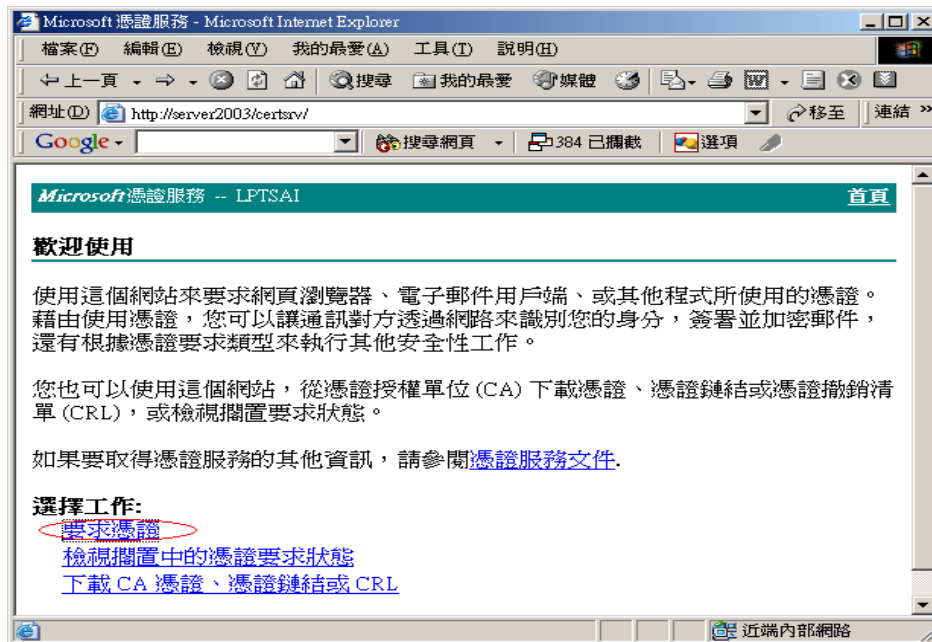 Microsoft 憑證服務 - Microsoft Internet Explorer
檔案(F) 編輯(E) 檢視(V) 我的最愛(A) 工具(T) 說明(H)
上一頁 搜尋 我的最愛 媒體
網址(D) http://server2003/certsrv/ 移至 連結 »
Google 搜尋網頁 384 已攔截 選項
Microsoft 憑證服務 -- LPTSAI 首頁
歡迎使用
使用這個網站來要求網頁瀏覽器、電子郵件用戶端、或其他程式所使用的憑證。
藉由使用憑證，您可以讓通訊對方透過網路來識別您的身分，簽署並加密郵件，
還有根據憑證要求類型來執行其他安全性工作。
您也可以使用這個網站，從憑證授權單位 (CA) 下載憑證、憑證鏈結或憑證撤銷清
單 (CRL)，或檢視擱置要求狀態。
如果要取得憑證服務的其他資訊，請參閱憑證服務文件.
選擇工作:
要求憑證
檢視擱置中的憑證要求狀態
下載 CA 憑證、憑證鏈結或 CRL
近端內部網路